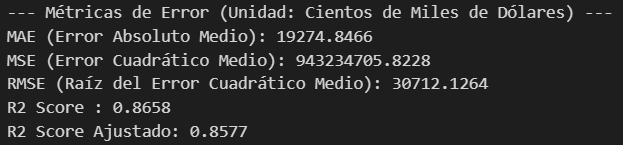 --- Métricas de Error (Unidad: Cientos de Miles de Dólares) ---
MAE (Error Absoluto Medio): 19274.8466
MSE (Error Cuadrático Medio): 943234705.8228
RMSE (Raíz del Error Cuadrático Medio): 30712.1264
R2 Score : 0.8658
R2 Score Ajustado: 0.8577